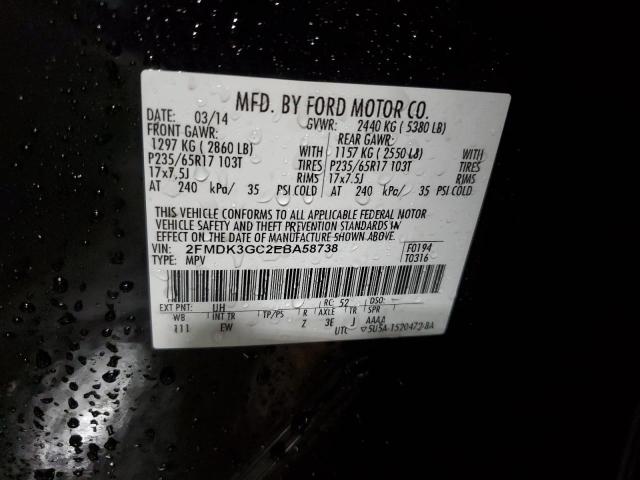 MFD. BY FORD MOTOR CO.
DATE: 03/14 GVWR: 2440 KG ( 5380 LB)
FRONT GAWR: REAR GAWR:
1297 KG ( 2860 LB) WITH 1157 KG ( 2550 LB) WITH
P235/65R17 103T TIRES P235/65R17 103T TIRES
17x7.5J RIMS 17x7.5J RIMS
AT 240 kPa/ 35 PSI COLD AT 240 kPa/ 35 PSI COLD
THIS VEHICLE CONFORMS TO ALL APPLICABLE FEDERAL MOTOR
VEHICLE SAFETY AND THEFT PREVENTION STANDARDS IN
EFFECT ON THE DATE OF MANUFACTURE SHOWN ABOVE.
VIN: 2FMDK3GC2EBA58738 F0194
TYPE: MPV T0316
EXT PNT: UH RC: 52 DSO:
WB INT TR TP/PS R AXLE TR SPR
111 EW Z 3E J AAAA
UTC ▽5U5A-1520472-BA